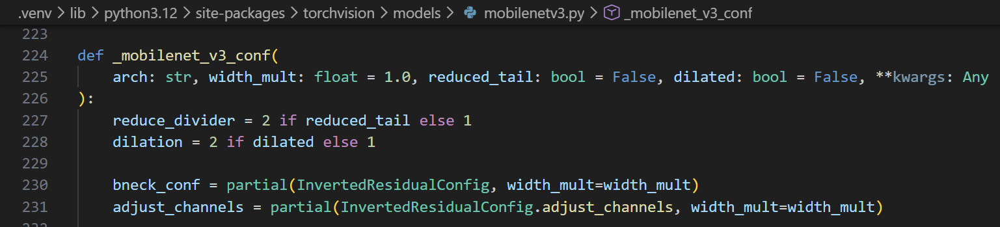 .venv > lib > python3.12 > site-packages > torchvision > models > mobilenetv3.py > _mobilenet_v3_conf
223
224 def _mobilenet_v3_conf(
225     arch: str, width_mult: float = 1.0, reduced_tail: bool = False, dilated: bool = False, **kwargs: Any
226 ):
227     reduce_divider = 2 if reduced_tail else 1
228     dilation = 2 if dilated else 1
229
230     bneck_conf = partial(InvertedResidualConfig, width_mult=width_mult)
231     adjust_channels = partial(InvertedResidualConfig.adjust_channels, width_mult=width_mult)